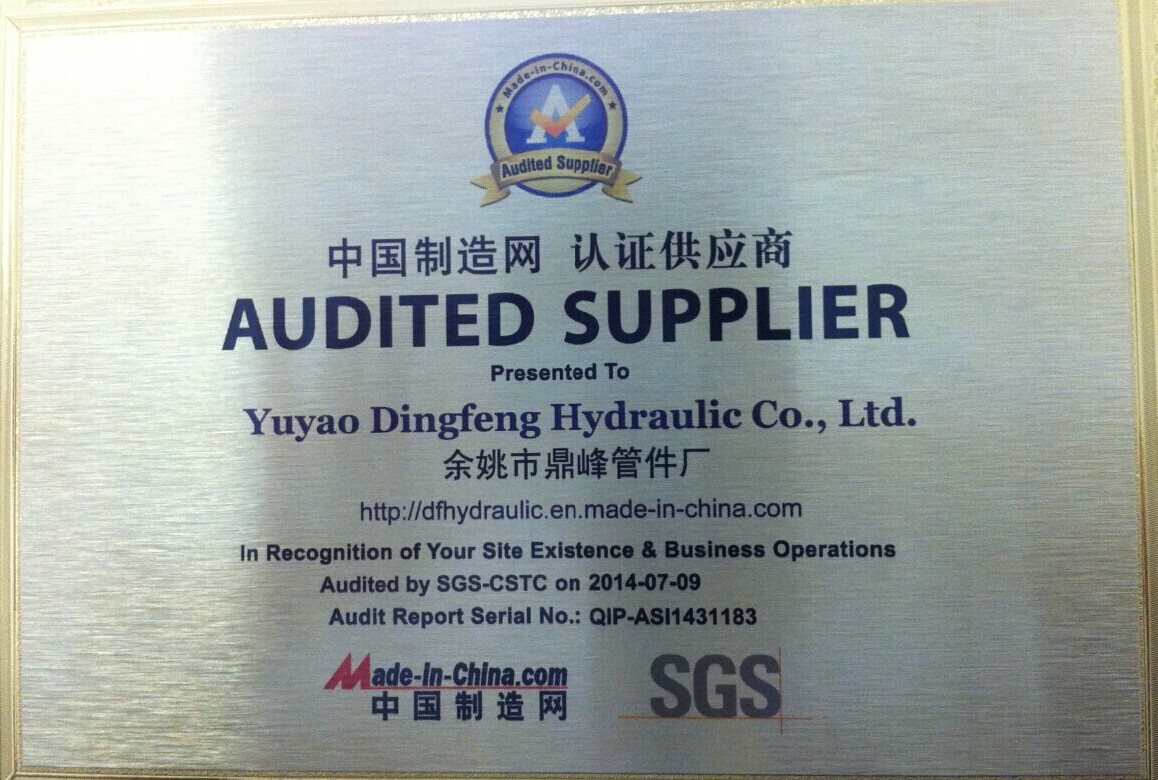 Made-in-China.com
Audited Supplier
中国制造网 认证供应商
AUDITED SUPPLIER
Presented To
Yuyao Dingfeng Hydraulic Co., Ltd.
余姚市鼎峰管件厂
http://dfhydraulic.en.made-in-china.com
In Recognition of Your Site Existence & Business Operations
Audited by SGS-CSTC on 2014-07-09
Audit Report Serial No.: QIP-ASI1431183
Made-in-China.com
中国制造网
SGS